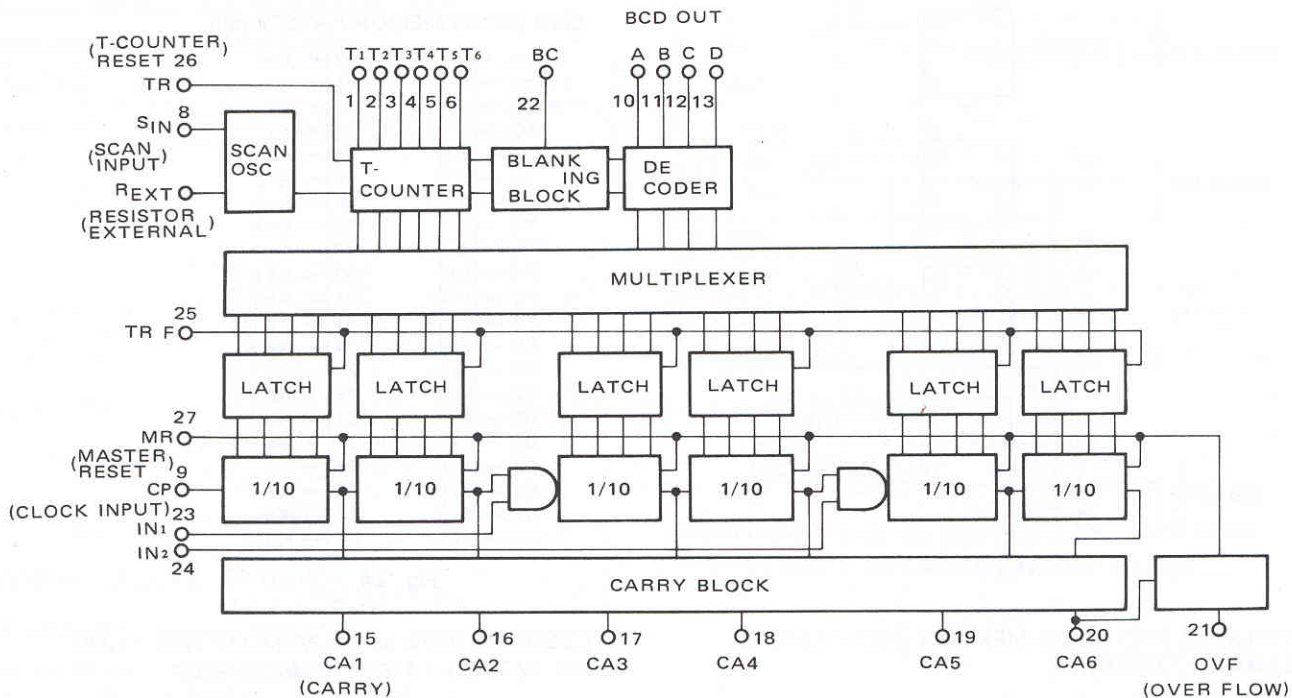 BCD OUT
(T-COUNTER)
RESET 26
T1 T2 T3 T4 T5 T6
BC
A B C D
TR
1 2 3 4 5 6
22
10 11 12 13
8
SIN
(SCAN
INPUT)
SCAN
OSC
T-
COUNTER
BLANK
ING
BLOCK
DE
CODER
REXT
(RESISTOR
EXTERNAL)
MULTIPLEXER
25
TR F
LATCH LATCH LATCH LATCH LATCH LATCH
27
MR
(MASTER
RESET)
9
CP
1/10 1/10 1/10 1/10 1/10 1/10
(CLOCK INPUT)
23
IN1
IN2
24
CARRY BLOCK
15 16 17 18 19 20 21
CA1 CA2 CA3 CA4 CA5 CA6 OVF
(CARRY) (OVER FLOW)